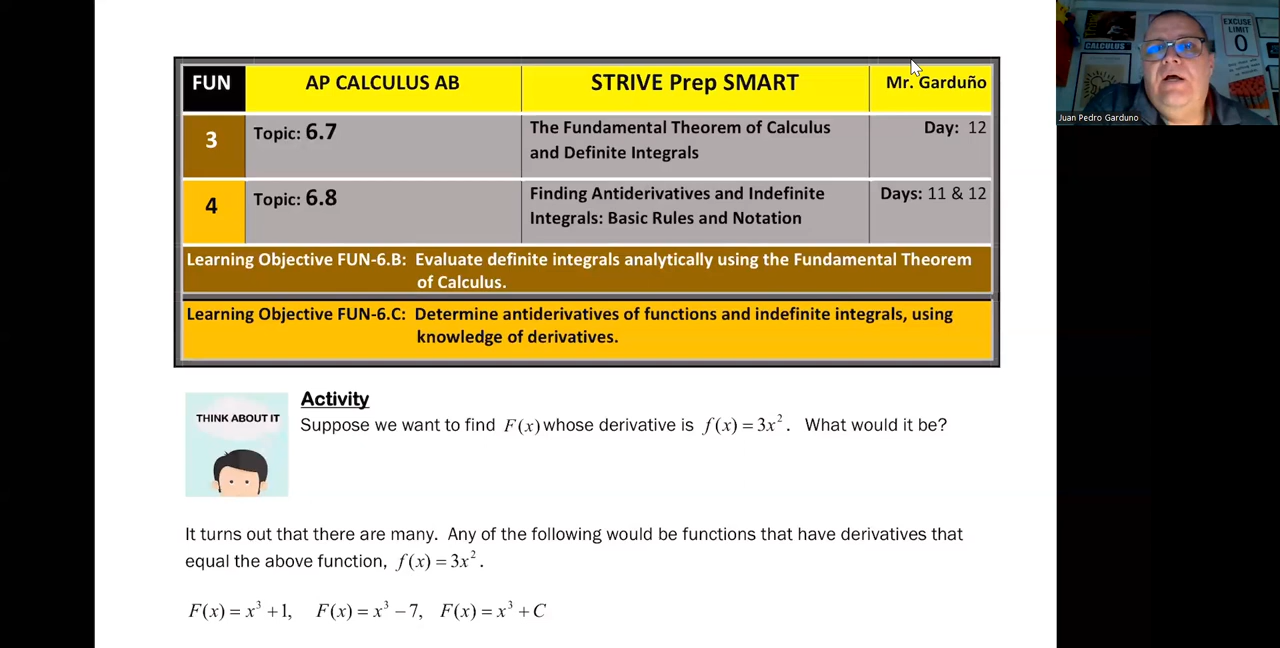 FUN AP CALCULUS AB STRIVE Prep SMART Mr. Garduño
3 Topic: 6.7 The Fundamental Theorem of Calculus Day: 12
and Definite Integrals
4 Topic: 6.8 Finding Antiderivatives and Indefinite Days: 11 & 12
Integrals: Basic Rules and Notation
Learning Objective FUN-6.B: Evaluate definite integrals analytically using the Fundamental Theorem
of Calculus.
Learning Objective FUN-6.C: Determine antiderivatives of functions and indefinite integrals, using
knowledge of derivatives.
THINK ABOUT IT
Activity
Suppose we want to find F(x) whose derivative is f(x) = 3x². What would it be?
It turns out that there are many. Any of the following would be functions that have derivatives that
equal the above function, f(x) = 3x².
F(x) = x³ + 1, F(x) = x³ − 7, F(x) = x³ + C
CALCULUS
EXCUSE
LIMIT
0
Juan Pedro Garduno